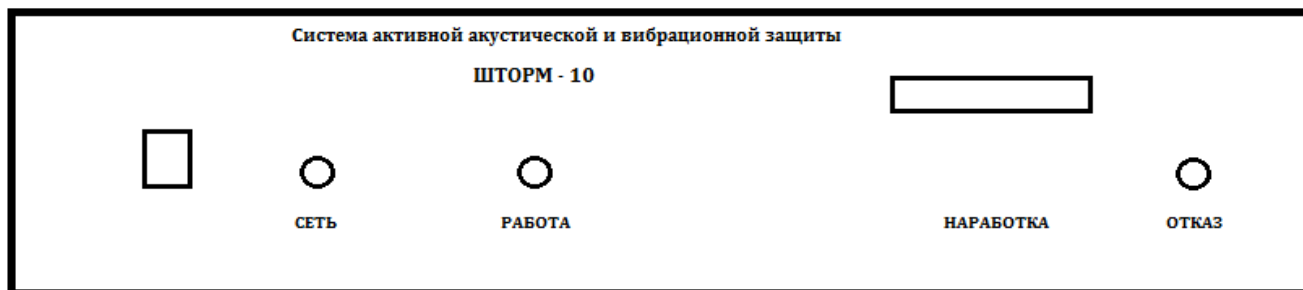 Система активной акустической и вибрационной защиты
ШТОРМ - 10
СЕТЬ РАБОТА НАРАБОТКА ОТКАЗ